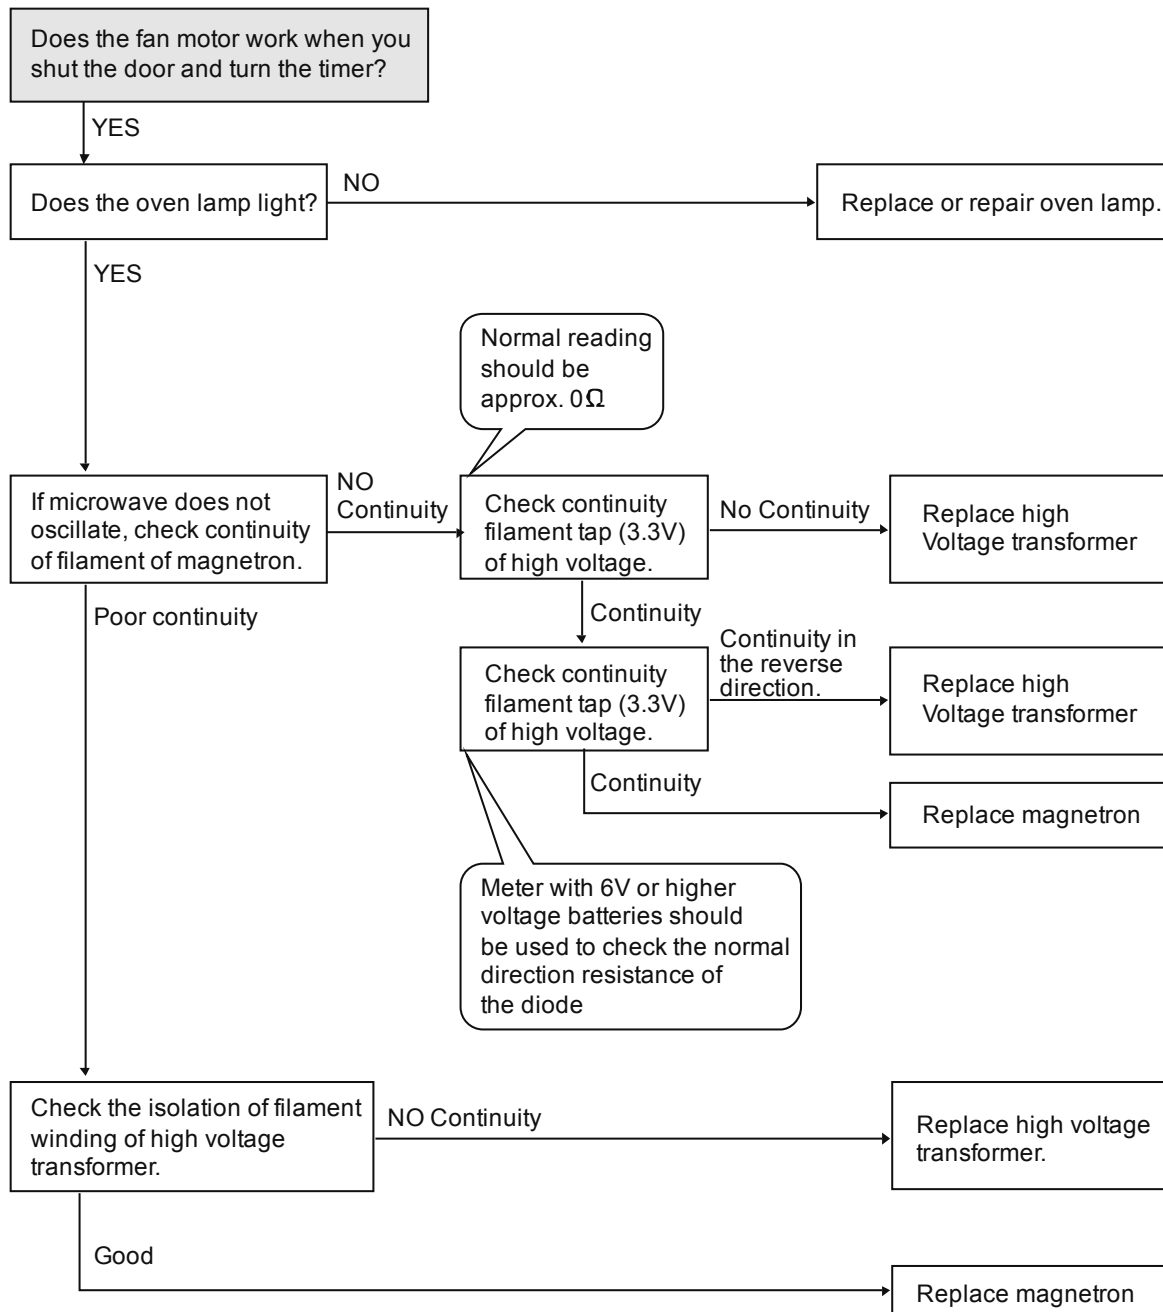 Does the fan motor work when you
shut the door and turn the timer?
YES
Does the oven lamp light?
NO
Replace or repair oven lamp.
YES
Normal reading
should be
approx. 0Ω
If microwave does not
oscillate, check continuity
of filament of magnetron.
NO
Continuity
Check continuity
filament tap (3.3V)
of high voltage.
No Continuity
Replace high
Voltage transformer
Poor continuity
Continuity
Check continuity
filament tap (3.3V)
of high voltage.
Continuity in
the reverse
direction.
Replace high
Voltage transformer
Continuity
Replace magnetron
Meter with 6V or higher
voltage batteries should
be used to check the normal
direction resistance of
the diode
Check the isolation of filament
winding of high voltage
transformer.
NO Continuity
Replace high voltage
transformer.
Good
Replace magnetron